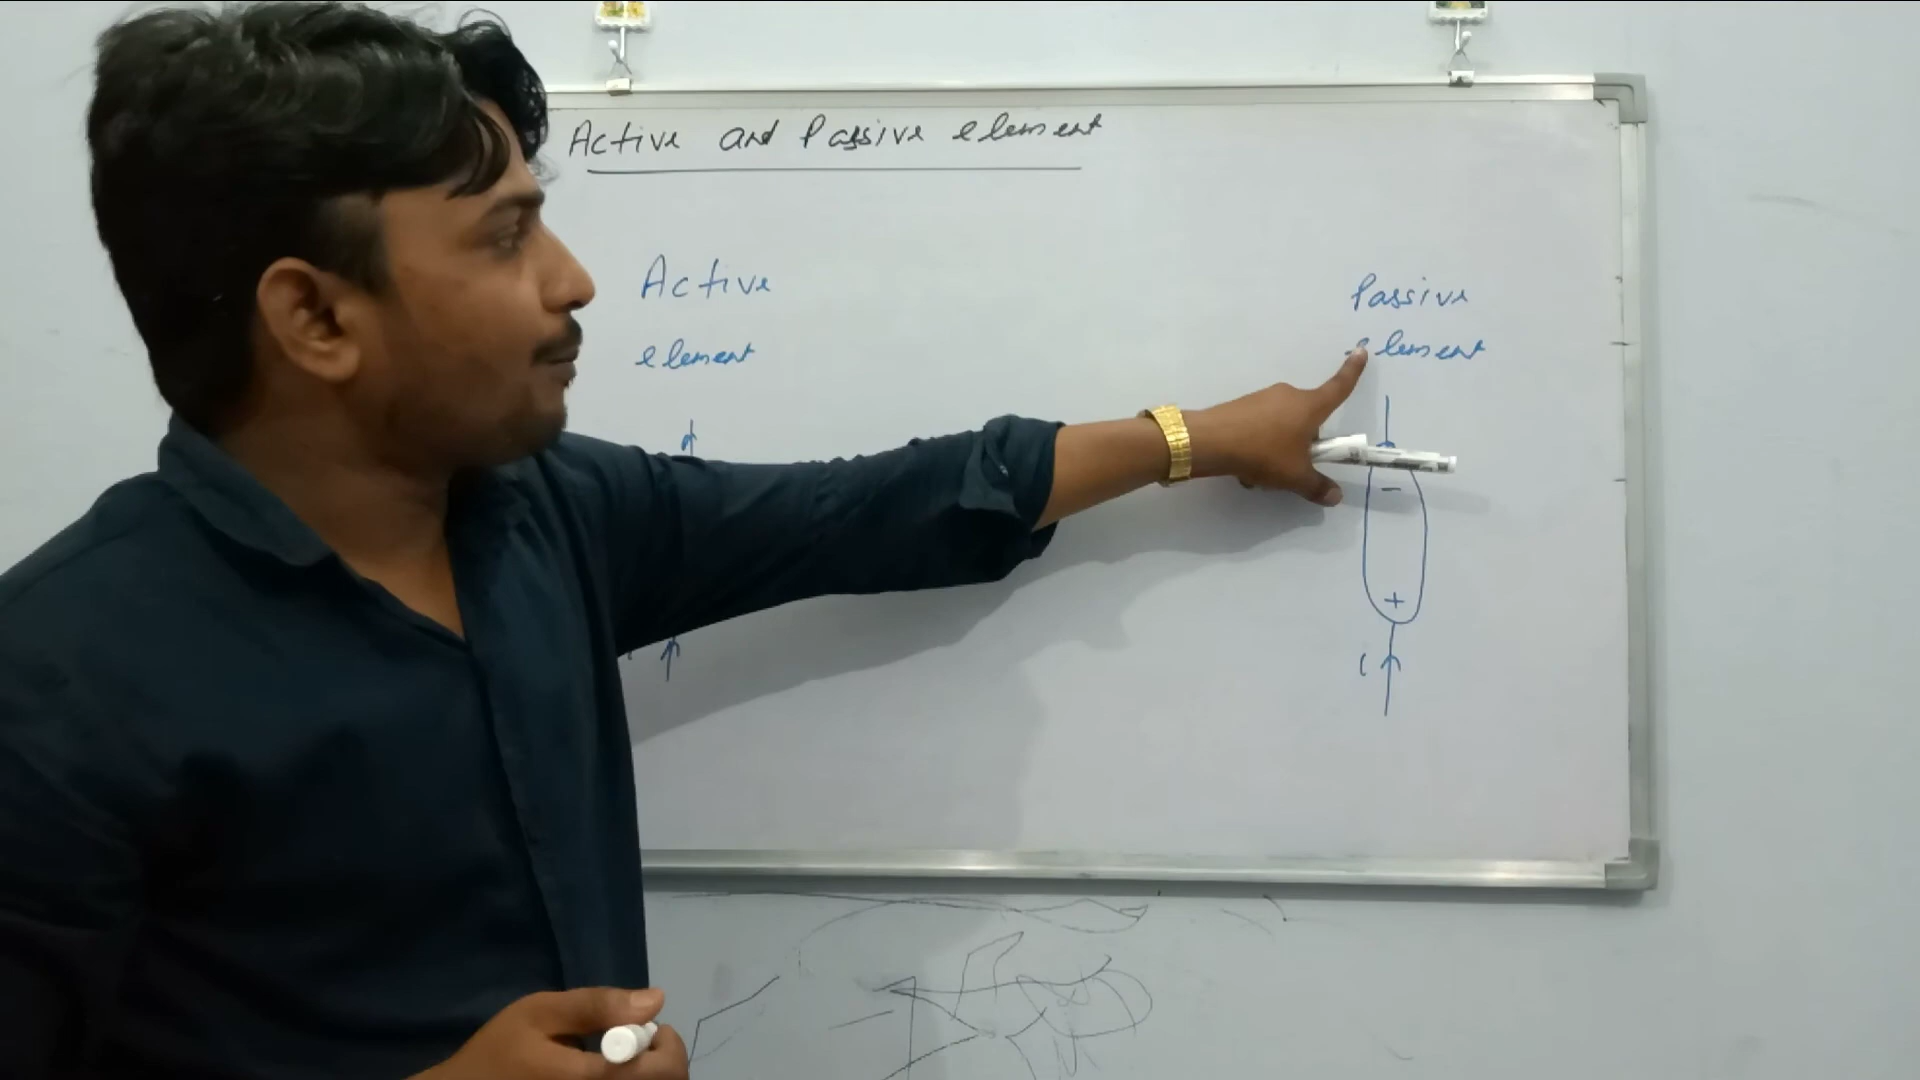 Active and Passive element
Active
element
Passive
element
-
+
i